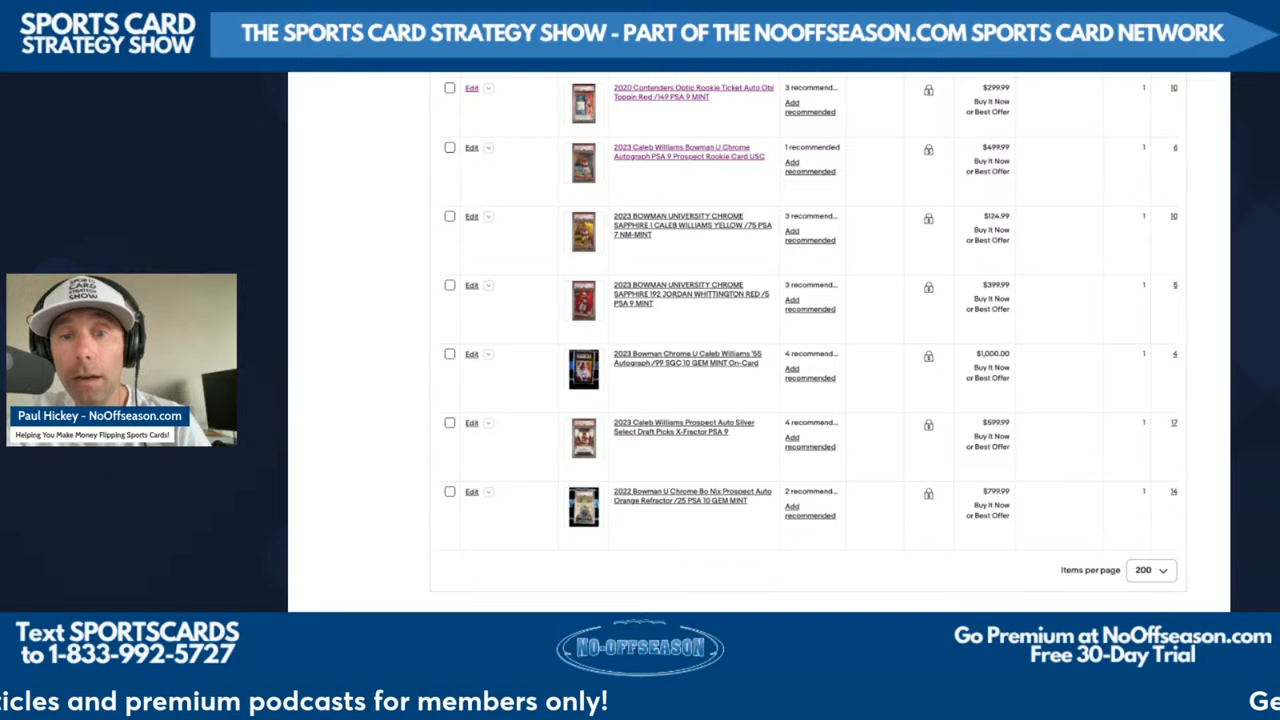 SPORTS CARD
STRATEGY SHOW
THE SPORTS CARD STRATEGY SHOW - PART OF THE NOOFFSEASON.COM SPORTS CARD NETWORK
Edit
2020 Contenders Optic Rookie Ticket Auto Obi
Toppin Red /149 PSA 9 MINT
3 recommend...
Add
recommended
$299.99
Buy It Now
or Best Offer
1
10
Edit
2023 Caleb Williams Bowman U Chrome
Autograph PSA 9 Prospect Rookie Card USC
1 recommended
Add
recommended
$499.99
Buy It Now
or Best Offer
1
6
Edit
2023 BOWMAN UNIVERSITY CHROME
SAPPHIRE 1 CALEB WILLIAMS YELLOW /75 PSA
7 NM-MINT
3 recommend...
Add
recommended
$124.99
Buy It Now
or Best Offer
1
10
Edit
2023 BOWMAN UNIVERSITY CHROME
SAPPHIRE 192 JORDAN WHITTINGTON RED /5
PSA 9 MINT
3 recommend...
Add
recommended
$399.99
Buy It Now
or Best Offer
1
Edit
2023 Bowman Chrome U Caleb Williams '55
Autograph /99 SGC 10 GEM MINT On-Card
4 recommend...
Add
recommended
$1,000.00
Buy It Now
or Best Offer
1
4
Edit
2023 Caleb Williams Prospect Auto Silver
Select Draft Picks X-Fractor PSA 9
4 recommend...
Add
recommended
$599.99
Buy It Now
or Best Offer
1
17
Edit
2022 Bowman U Chrome Bo Nix Prospect Auto
Orange Refractor /25 PSA 10 GEM MINT
2 recommend...
Add
recommended
$799.99
Buy It Now
or Best Offer
1
14
Items per page
200
SPORTS
CARD
STRATEGY
SHOW
Paul Hickey - NoOffseason.com
Helping You Make Money Flipping Sports Cards!
Text SPORTSCARDS
to 1-833-992-5727
NO-OFFSEASON
Go Premium at NoOffseason.com
Free 30-Day Trial
ticles and premium podcasts for members only!
Ge